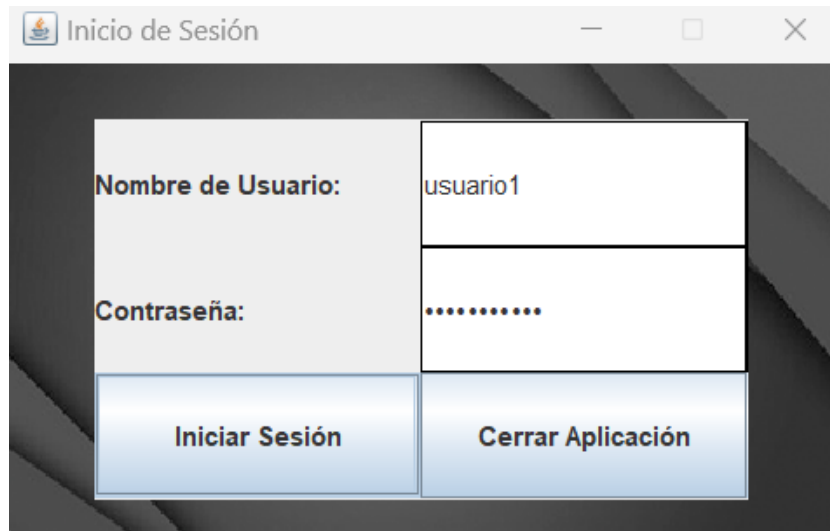 Inicio de Sesión
Nombre de Usuario: usuario1
Contraseña: •••••••••••
Iniciar Sesión Cerrar Aplicación